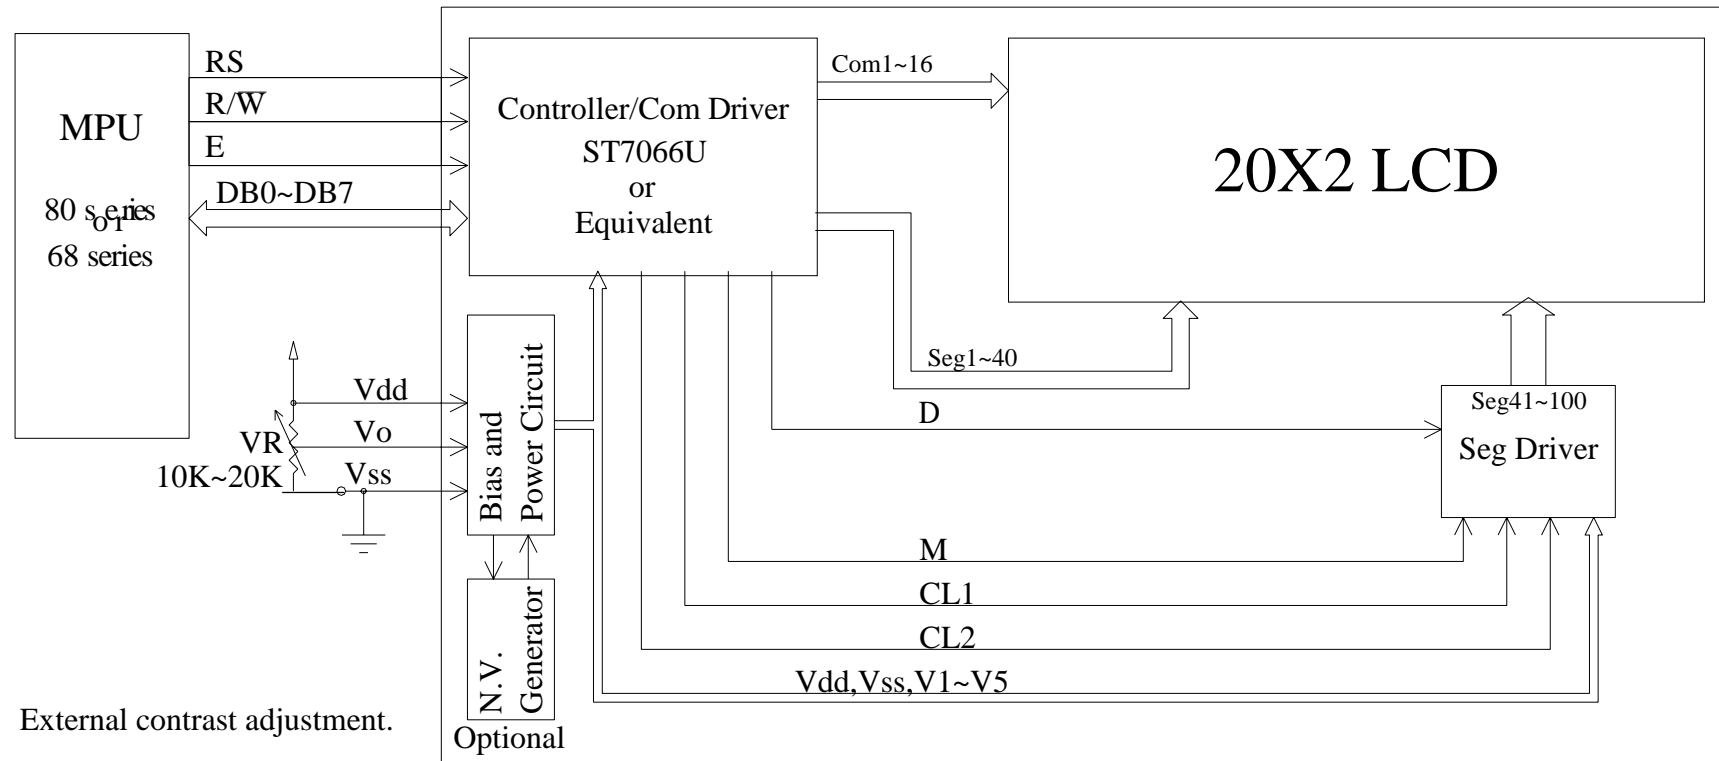 MPU
80 series
or
68 series
RS
R/W̅
E
DB0~DB7
Controller/Com Driver
ST7066U
or
Equivalent
Com1~16
20X2 LCD
Seg1~40
Seg41~100
Seg Driver
D
M
CL1
CL2
Vdd,Vss,V1~V5
Vdd
Vo
Vss
VR
10K~20K
Bias and
Power Circuit
N.V.
Generator
Optional
External contrast adjustment.